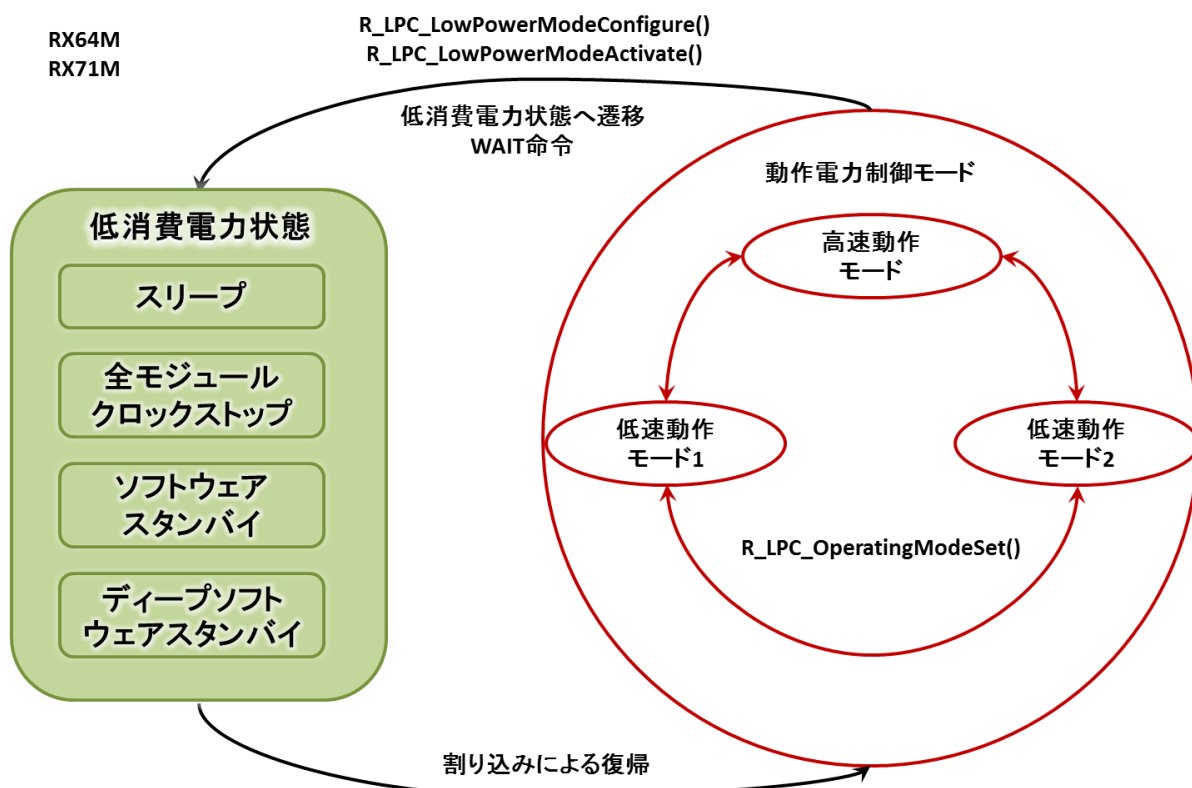 RX64M
RX71M
R_LPC_LowPowerModeConfigure()
R_LPC_LowPowerModeActivate()
低消費電力状態へ遷移
WAIT命令
低消費電力状態
スリープ
全モジュール
クロックストップ
ソフトウェア
スタンバイ
ディープソフト
ウェアスタンバイ
動作電力制御モード
高速動作
モード
低速動作
モード1
低速動作
モード2
R_LPC_OperatingModeSet()
割り込みによる復帰